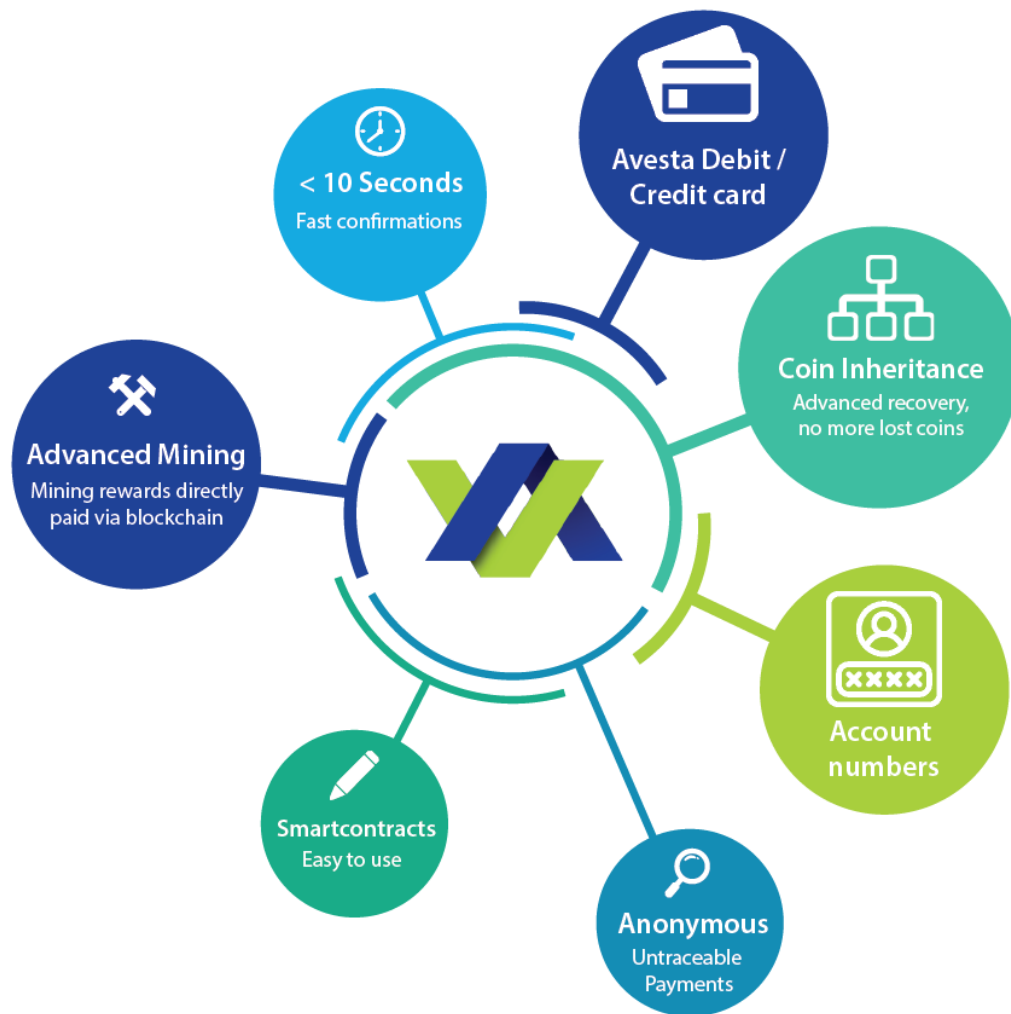 < 10 Seconds
Fast confirmations
Avesta Debit /
Credit card
Coin Inheritance
Advanced recovery,
no more lost coins
Advanced Mining
Mining rewards directly
paid via blockchain
Account
numbers
Smartcontracts
Easy to use
Anonymous
Untraceable
Payments